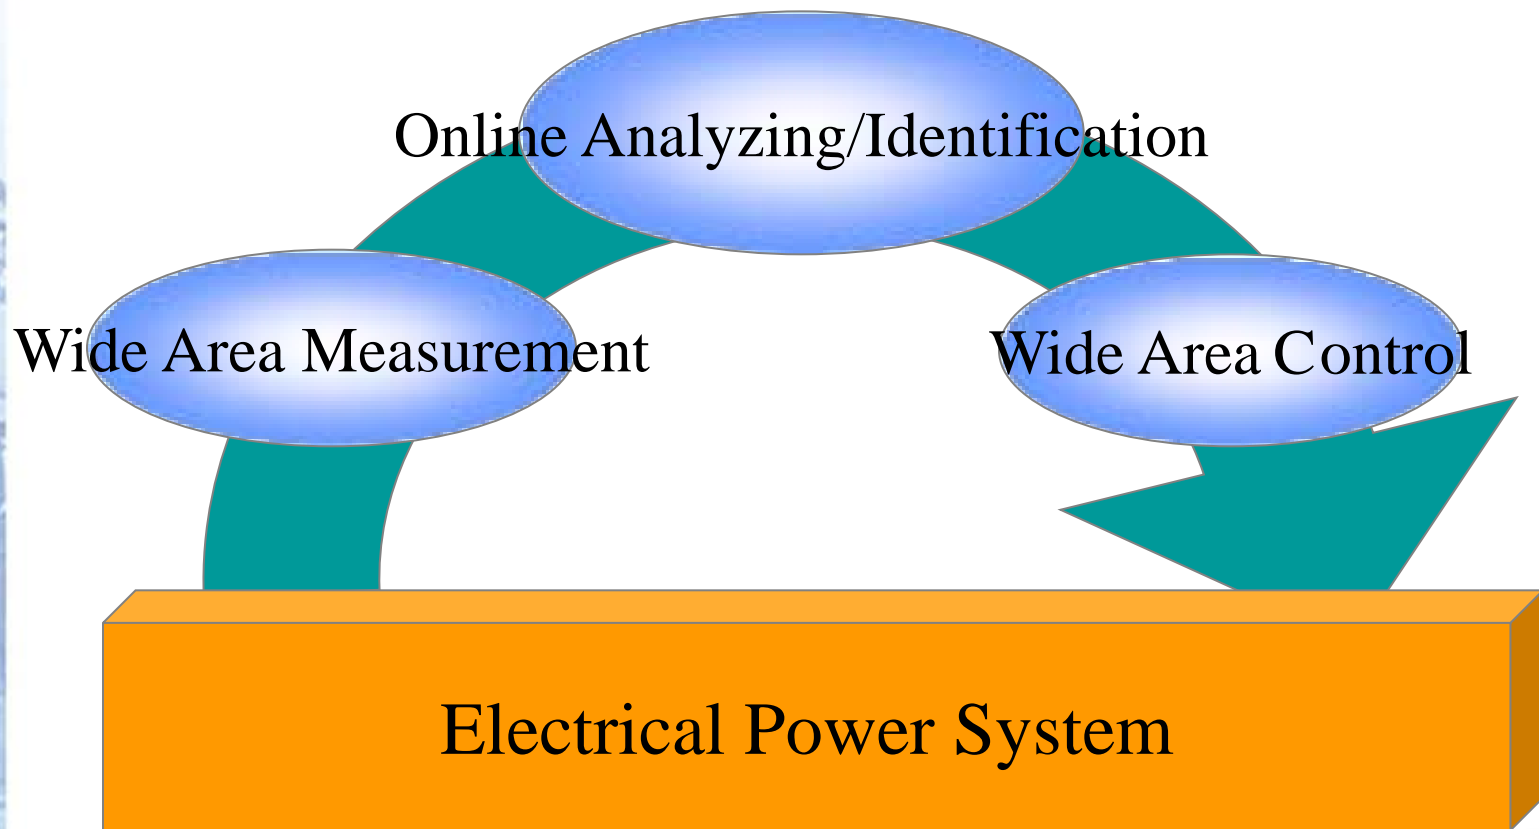 Online Analyzing/Identification
Wide Area Measurement
Wide Area Control
Electrical Power System